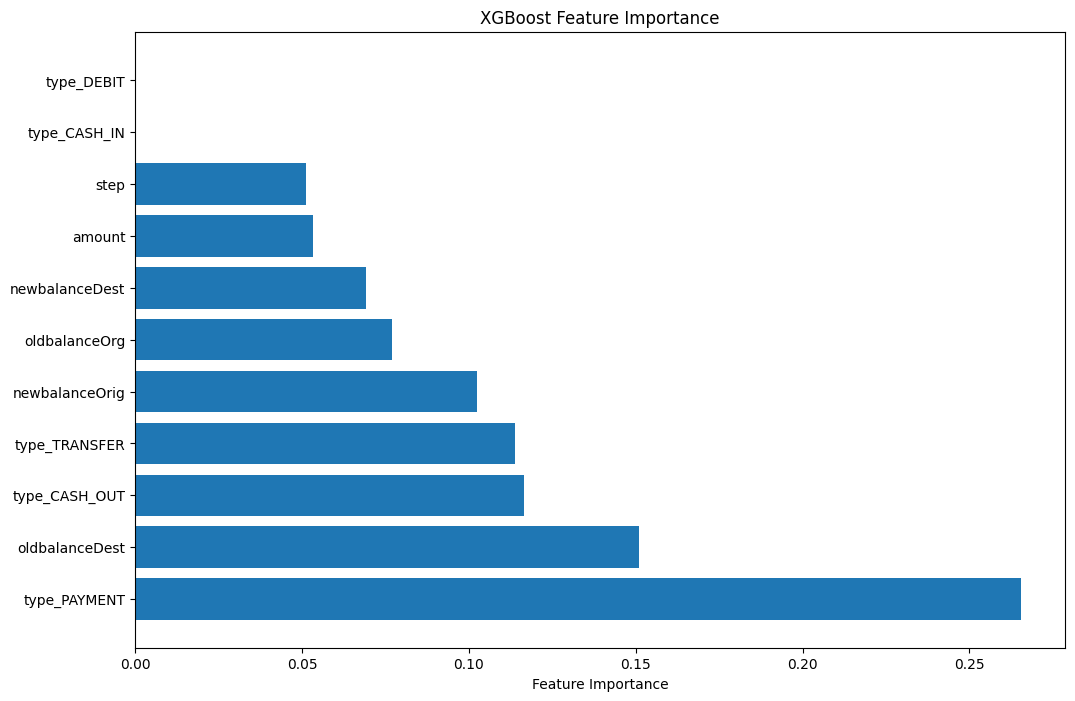 XGBoost Feature Importance
type_DEBIT
type_CASH_IN
step
amount
newbalanceDest
oldbalanceOrg
newbalanceOrig
type_TRANSFER
type_CASH_OUT
oldbalanceDest
type_PAYMENT
0.00 0.05 0.10 0.15 0.20 0.25
Feature Importance